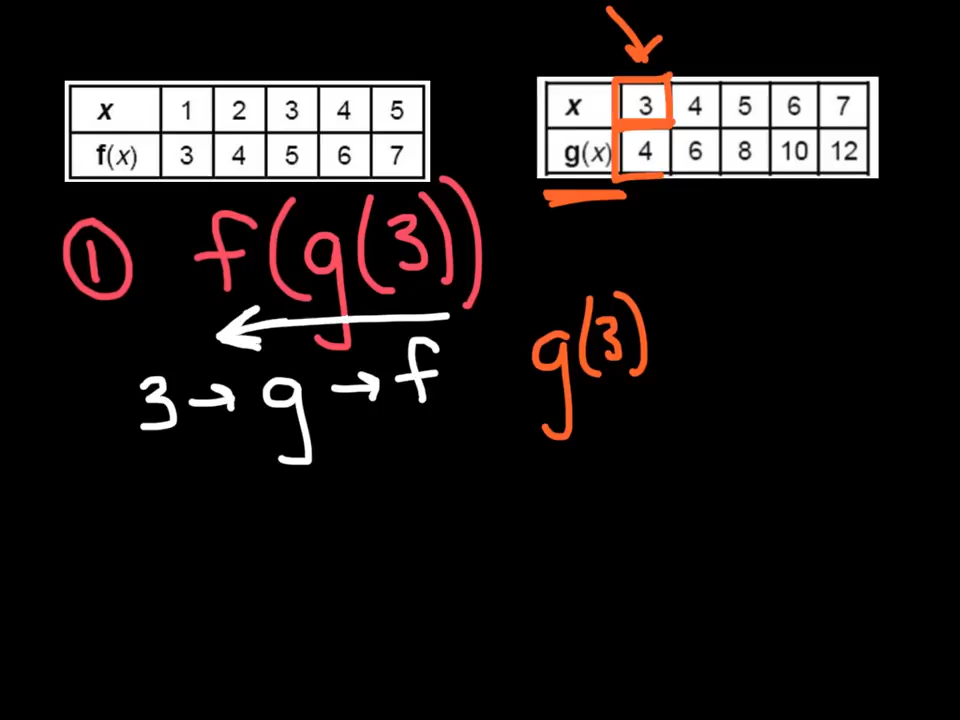 x 1 2 3 4 5
f(x) 3 4 5 6 7
x 3 4 5 6 7
g(x) 4 6 8 10 12
① f(g(3))
3 → g → f
g(3)